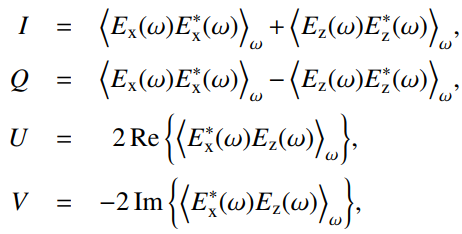 I = ⟨E_x(ω)E_x^*(ω)⟩_ω + ⟨E_z(ω)E_z^*(ω)⟩_ω,
Q = ⟨E_x(ω)E_x^*(ω)⟩_ω − ⟨E_z(ω)E_z^*(ω)⟩_ω,
U = 2 Re {⟨E_x^*(ω)E_z(ω)⟩_ω},
V = −2 Im {⟨E_x^*(ω)E_z(ω)⟩_ω},